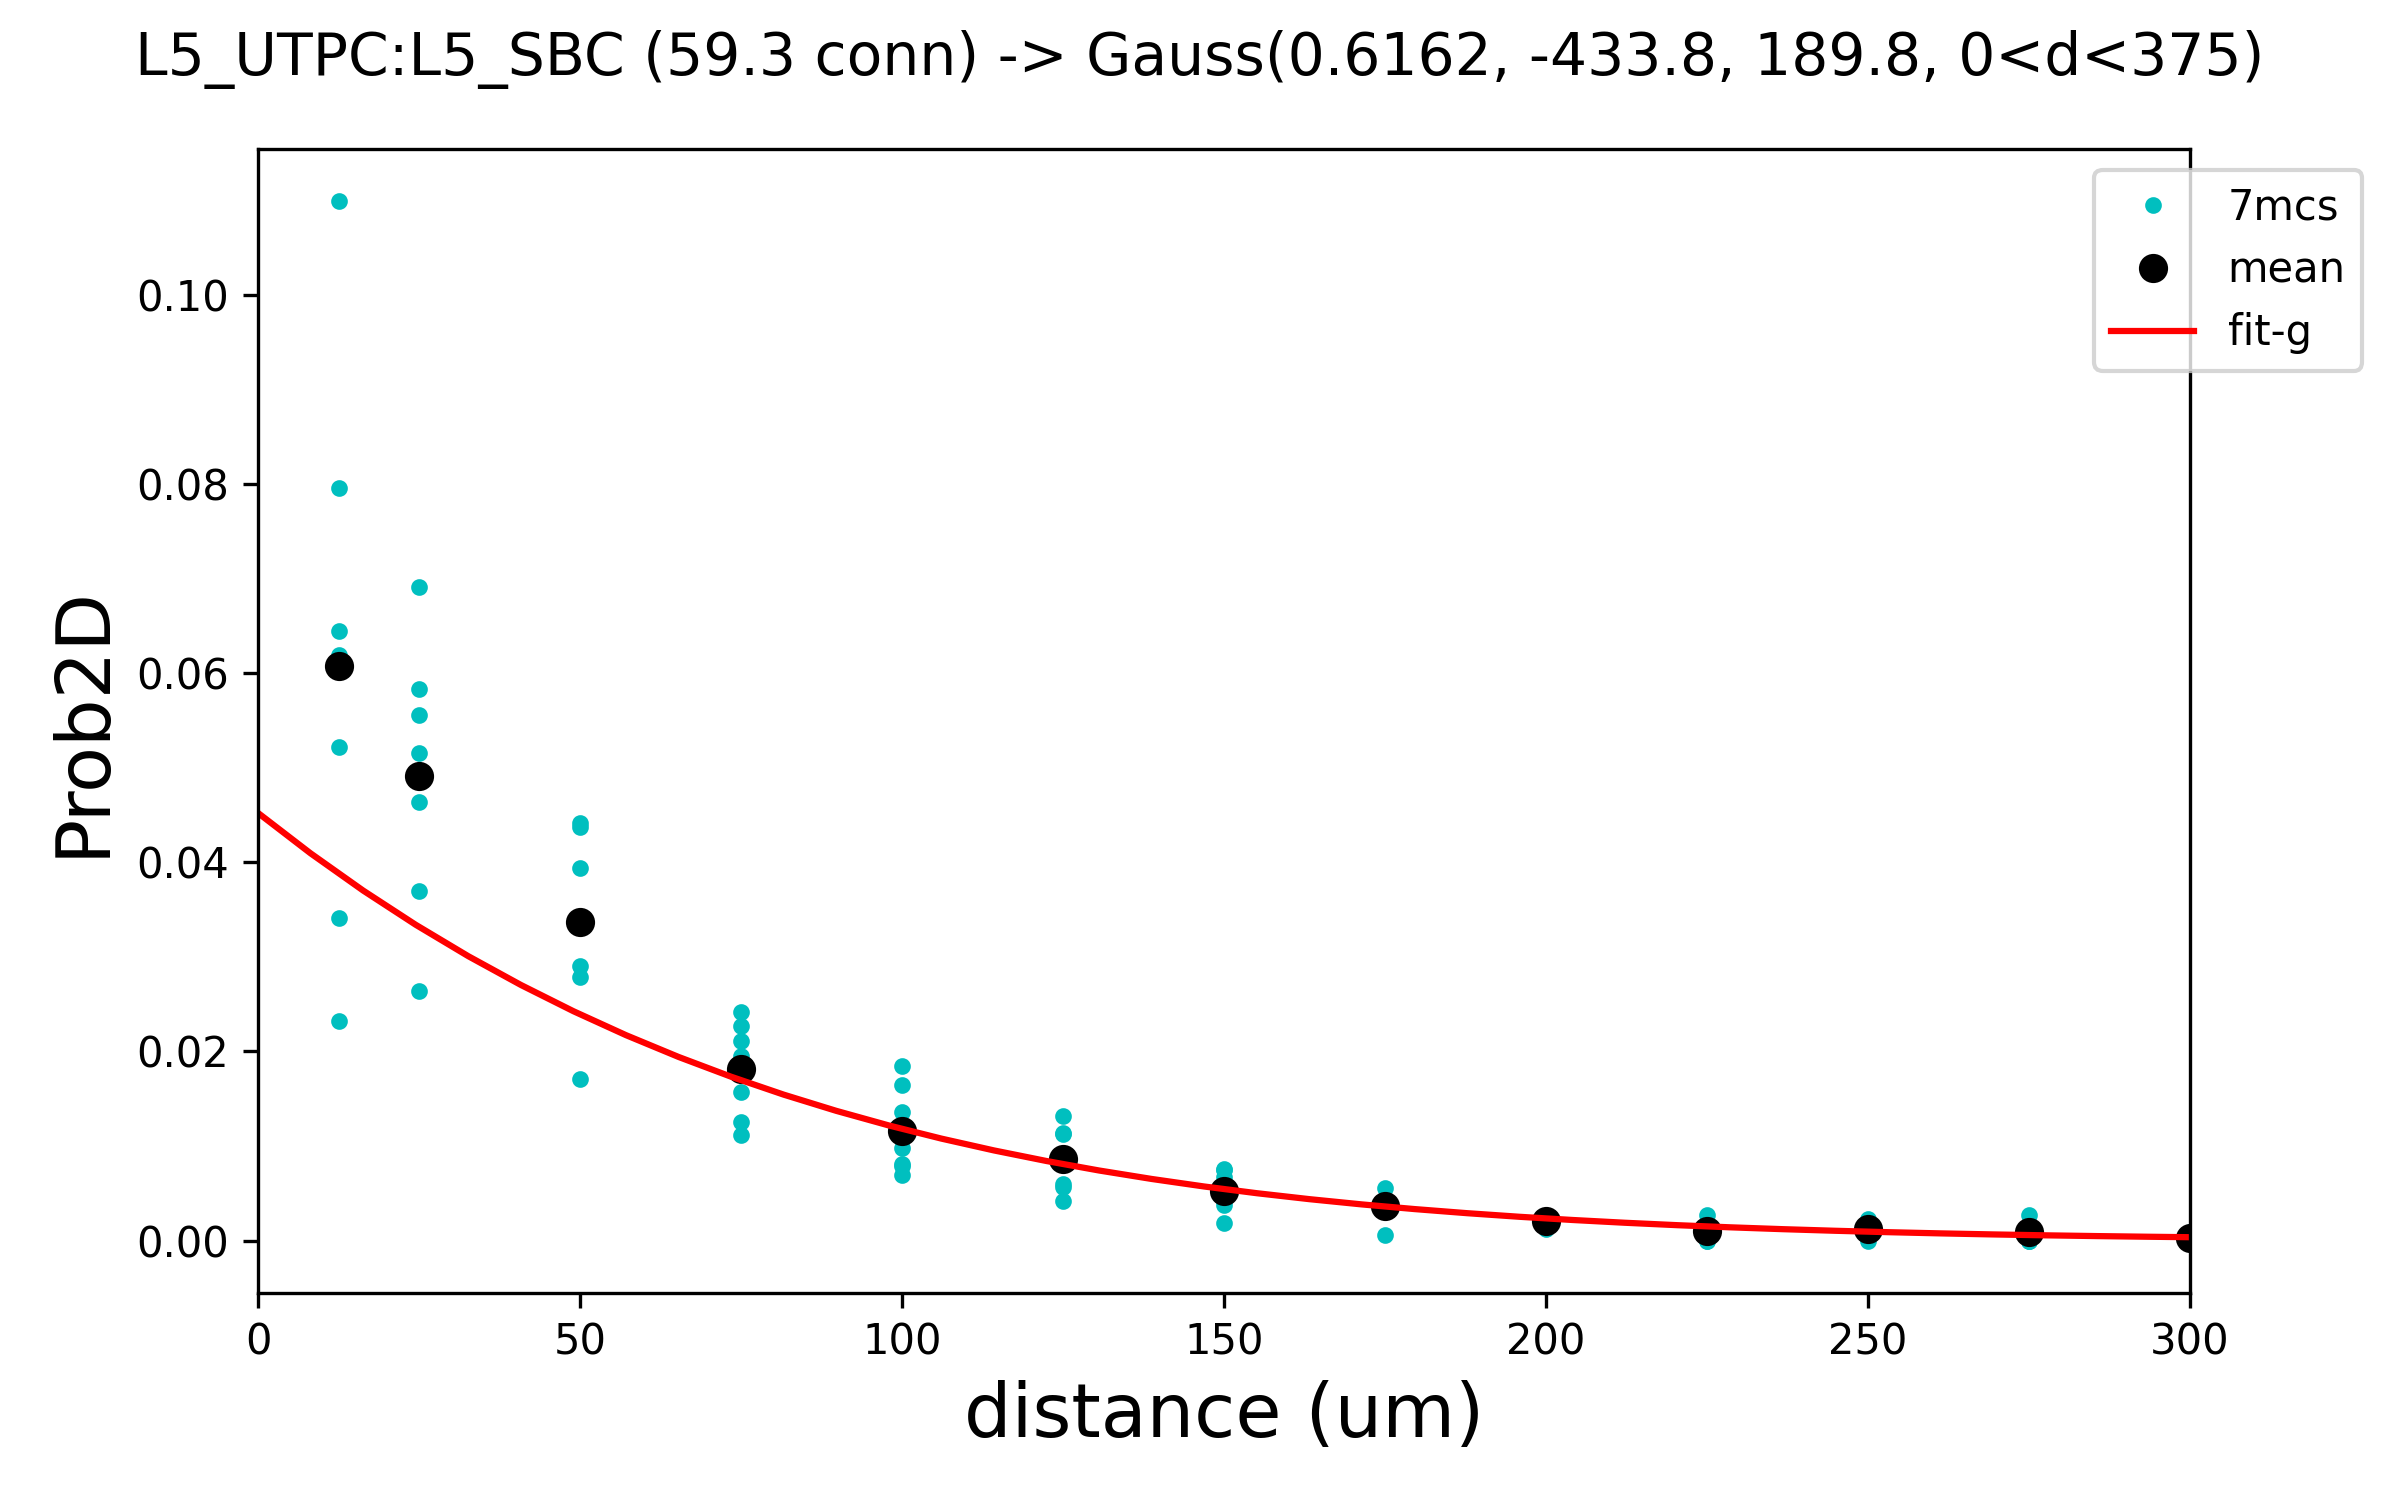 L5_UTPC:L5_SBC (59.3 conn) -> Gauss(0.6162, -433.8, 189.8, 0<d<375)
7mcs
mean
fit-g
0.10
0.08
0.06
0.04
0.02
0.00
Prob2D
0 50 100 150 200 250 300
distance (um)